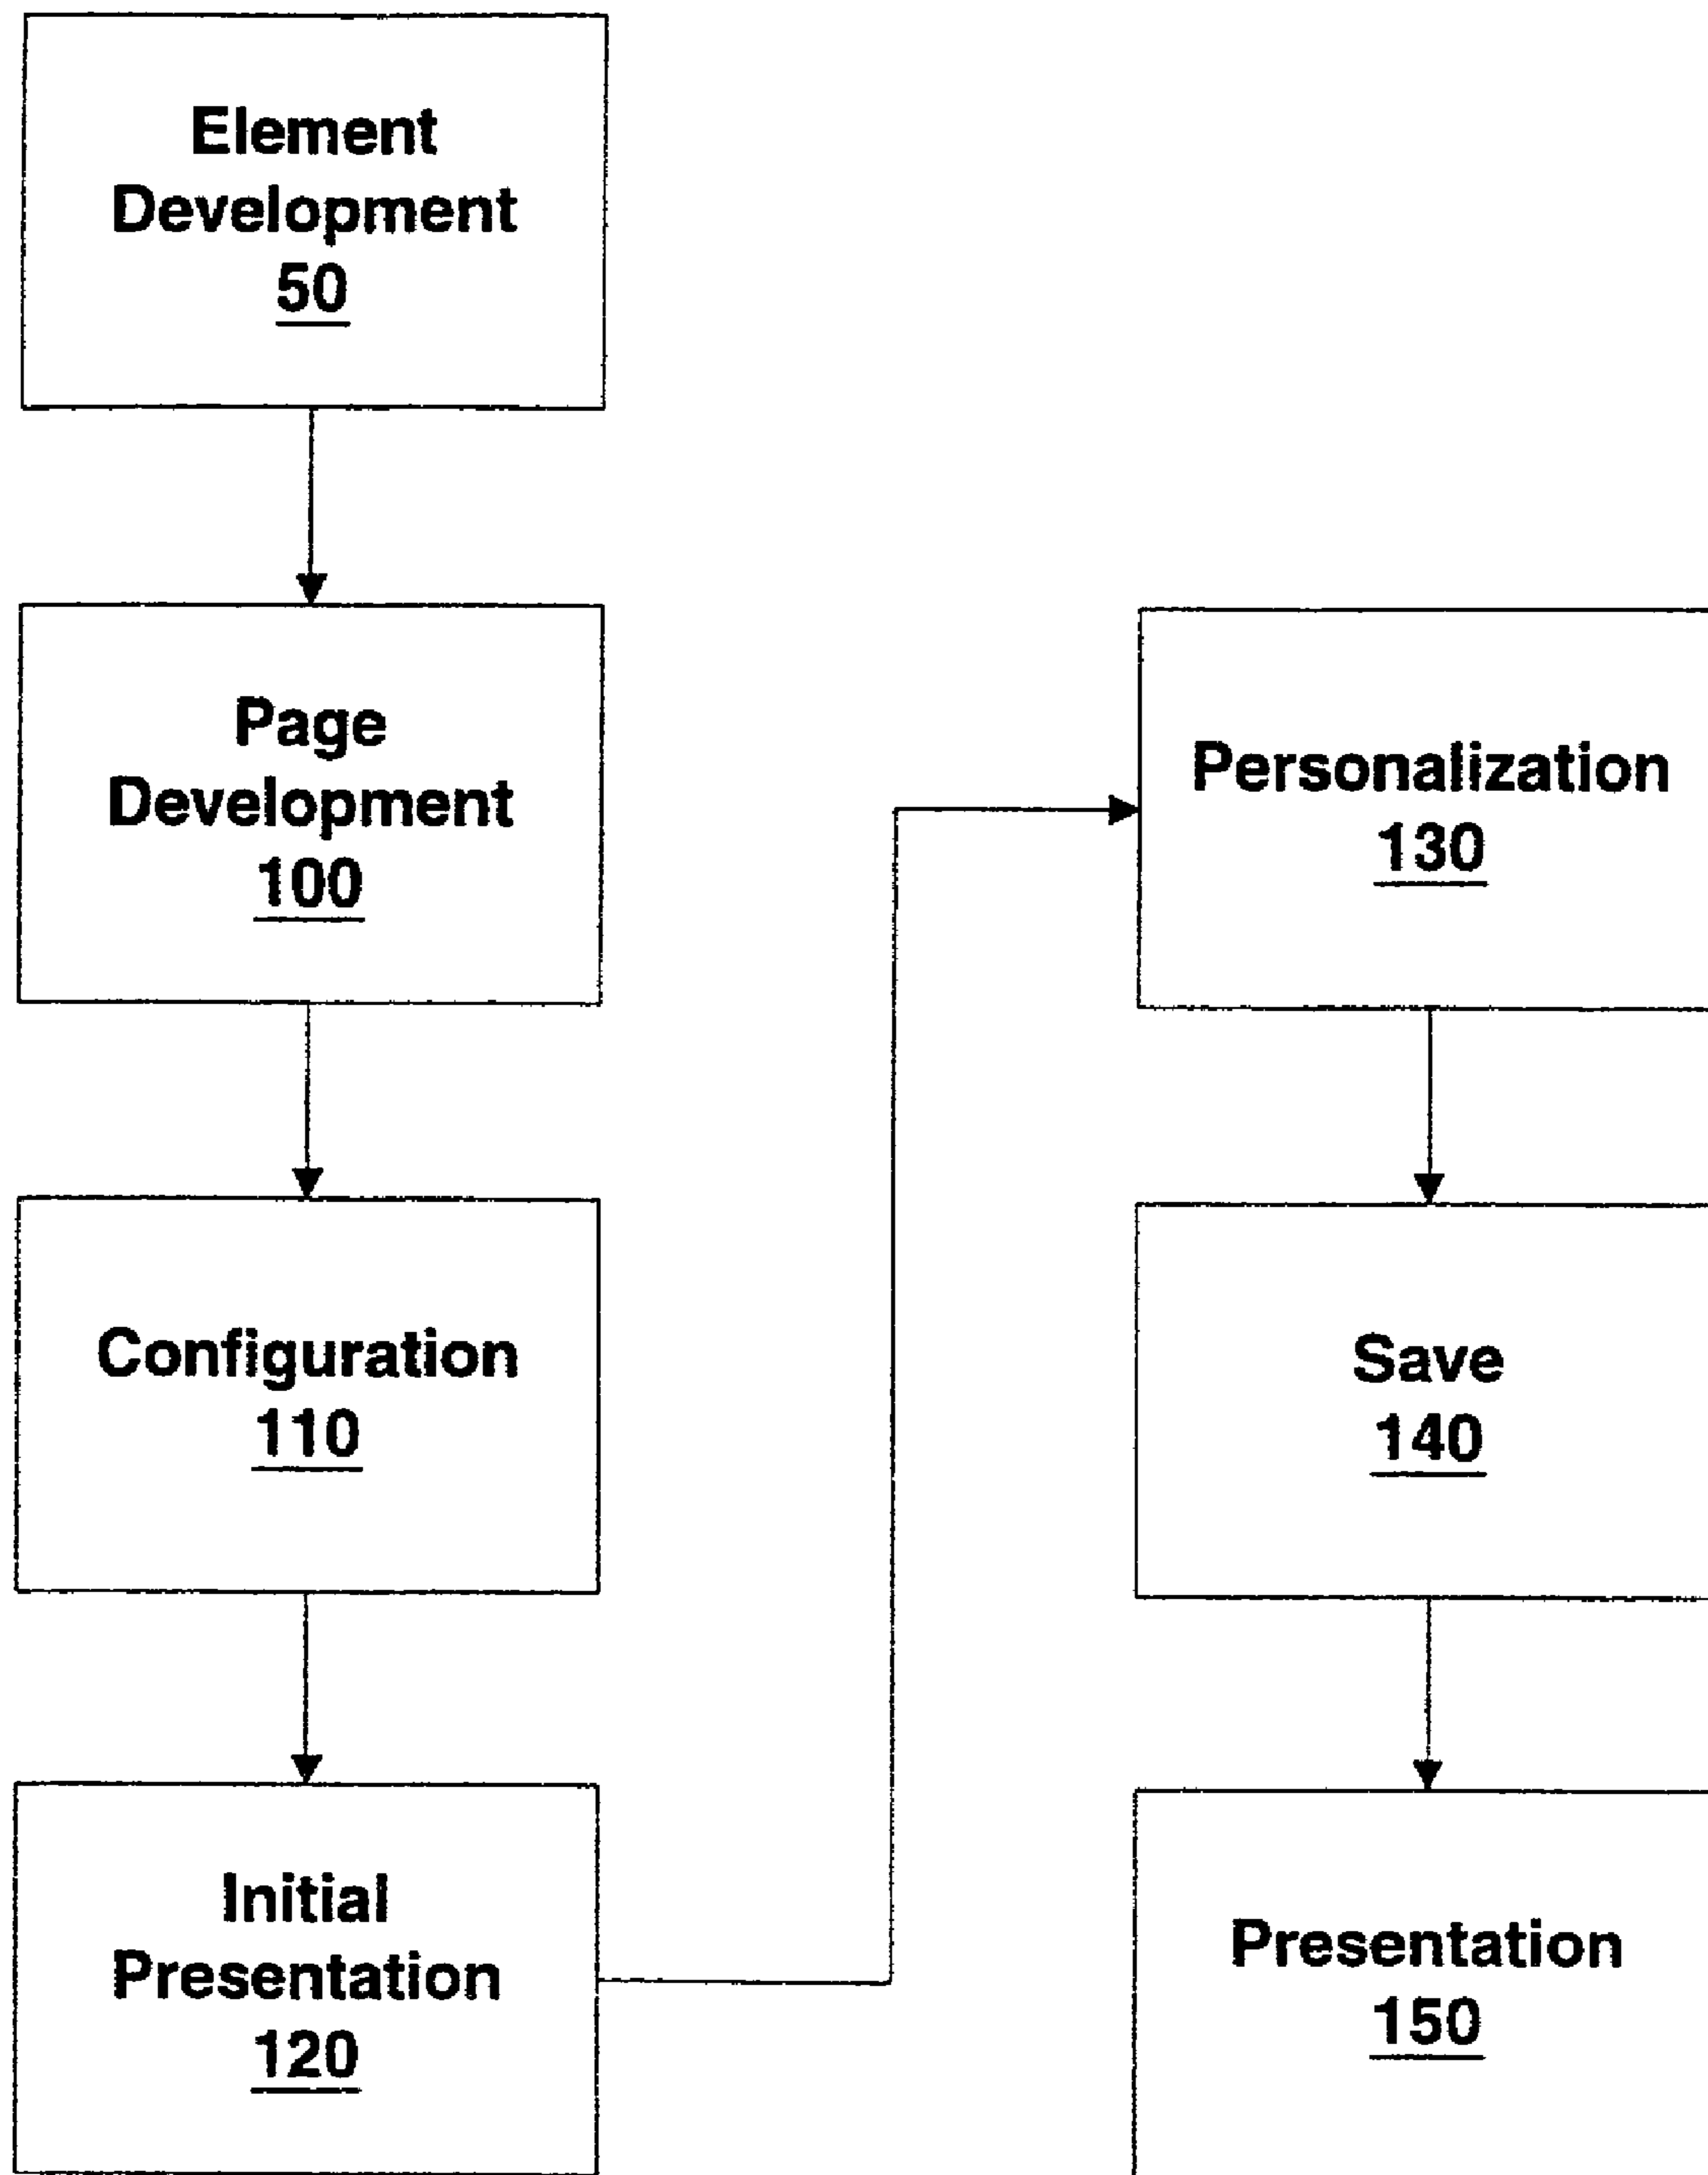 Element
Development
50
Page
Development
100
Configuration
110
Initial
Presentation
120
Personalization
130
Save
140
Presentation
150